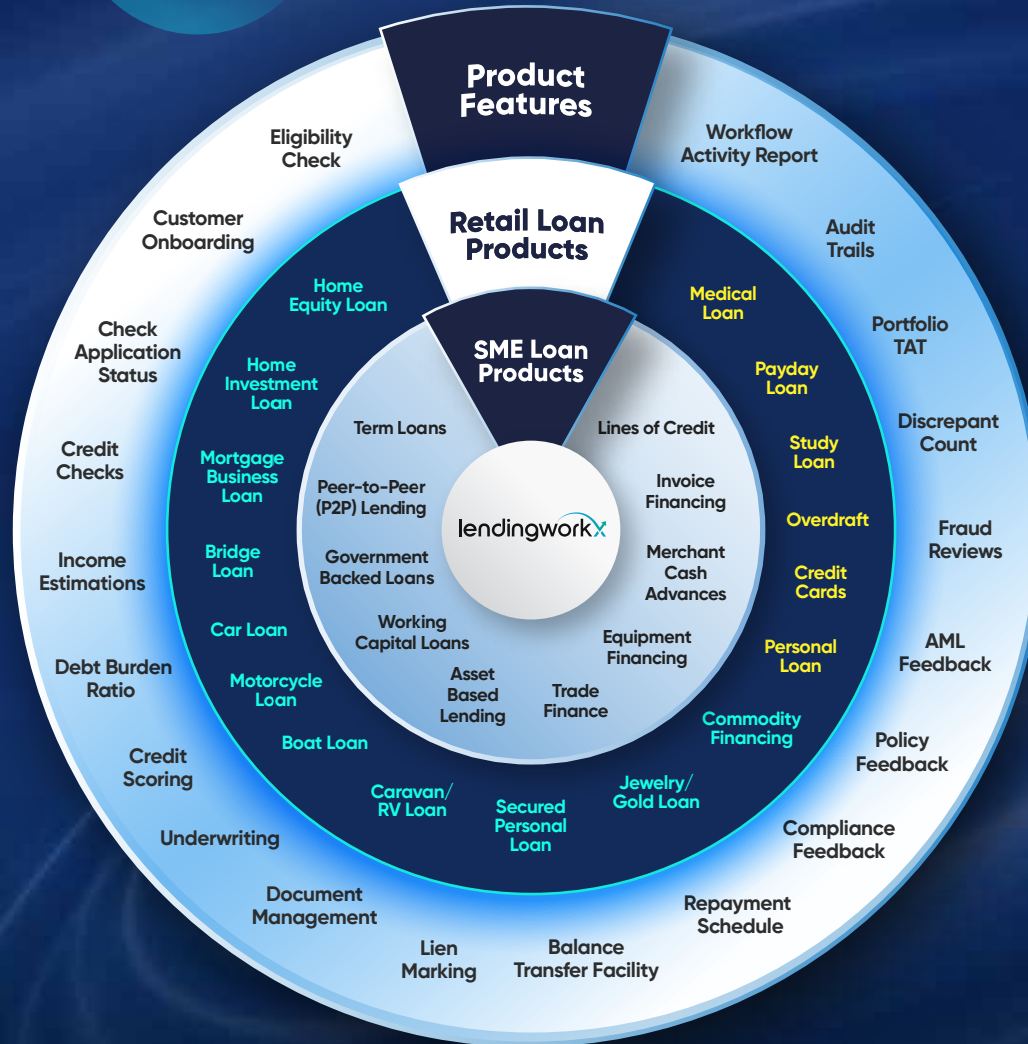 Product
Features
Retail Loan
Products
SME Loan
Products
lendingworkx
Eligibility
Check
Customer
Onboarding
Check
Application
Status
Credit
Checks
Income
Estimations
Debt Burden
Ratio
Credit
Scoring
Underwriting
Document
Management
Lien
Marking
Balance
Transfer Facility
Repayment
Schedule
Compliance
Feedback
Policy
Feedback
AML
Feedback
Fraud
Reviews
Discrepant
Count
Portfolio
TAT
Audit
Trails
Workflow
Activity Report
Home
Equity Loan
Home
Investment
Loan
Mortgage
Business
Loan
Bridge
Loan
Car Loan
Motorcycle
Loan
Boat Loan
Caravan/
RV Loan
Secured
Personal
Loan
Jewelry/
Gold Loan
Commodity
Financing
Personal
Loan
Credit
Cards
Overdraft
Study
Loan
Payday
Loan
Medical
Loan
Term Loans
Peer-to-Peer
(P2P) Lending
Government
Backed Loans
Working
Capital Loans
Asset
Based
Lending
Trade
Finance
Equipment
Financing
Merchant
Cash
Advances
Invoice
Financing
Lines of Credit